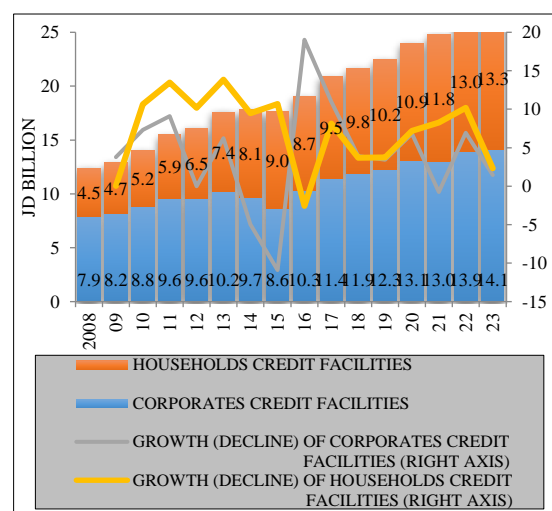 25
20
15
10
5
0
JD BILLION
20
15
10
5
0
-5
-10
-15
4.5 4.7 5.2 5.9 6.5 7.4 8.1 9.0 8.7 9.5 9.8 10.2 10.9 11.8 13.0 13.3
7.9 8.2 8.8 9.6 9.6 10.2 9.7 8.6 10.3 11.4 11.9 12.3 13.1 13.0 13.9 14.1
2008 09 10 11 12 13 14 15 16 17 18 19 20 21 22 23
HOUSEHOLDS CREDIT FACILITIES
CORPORATES CREDIT FACILITIES
GROWTH (DECLINE) OF CORPORATES CREDIT
FACILITIES (RIGHT AXIS)
GROWTH (DECLINE) OF HOUSEHOLDS CREDIT
FACILITIES (RIGHT AXIS)